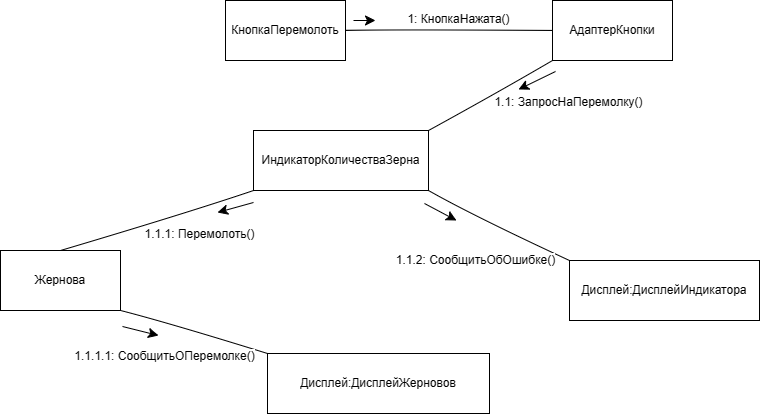 КнопкаПеремолоть
1: КнопкаНажата()
АдаптерКнопки
1.1: ЗапросНаПеремолку()
ИндикаторКоличестваЗерна
1.1.1: Перемолоть()
1.1.2: СообщитьОбОшибке()
Жернова
Дисплей:ДисплейИндикатора
1.1.1.1: СообщитьОПеремолке()
Дисплей:ДисплейЖерновов